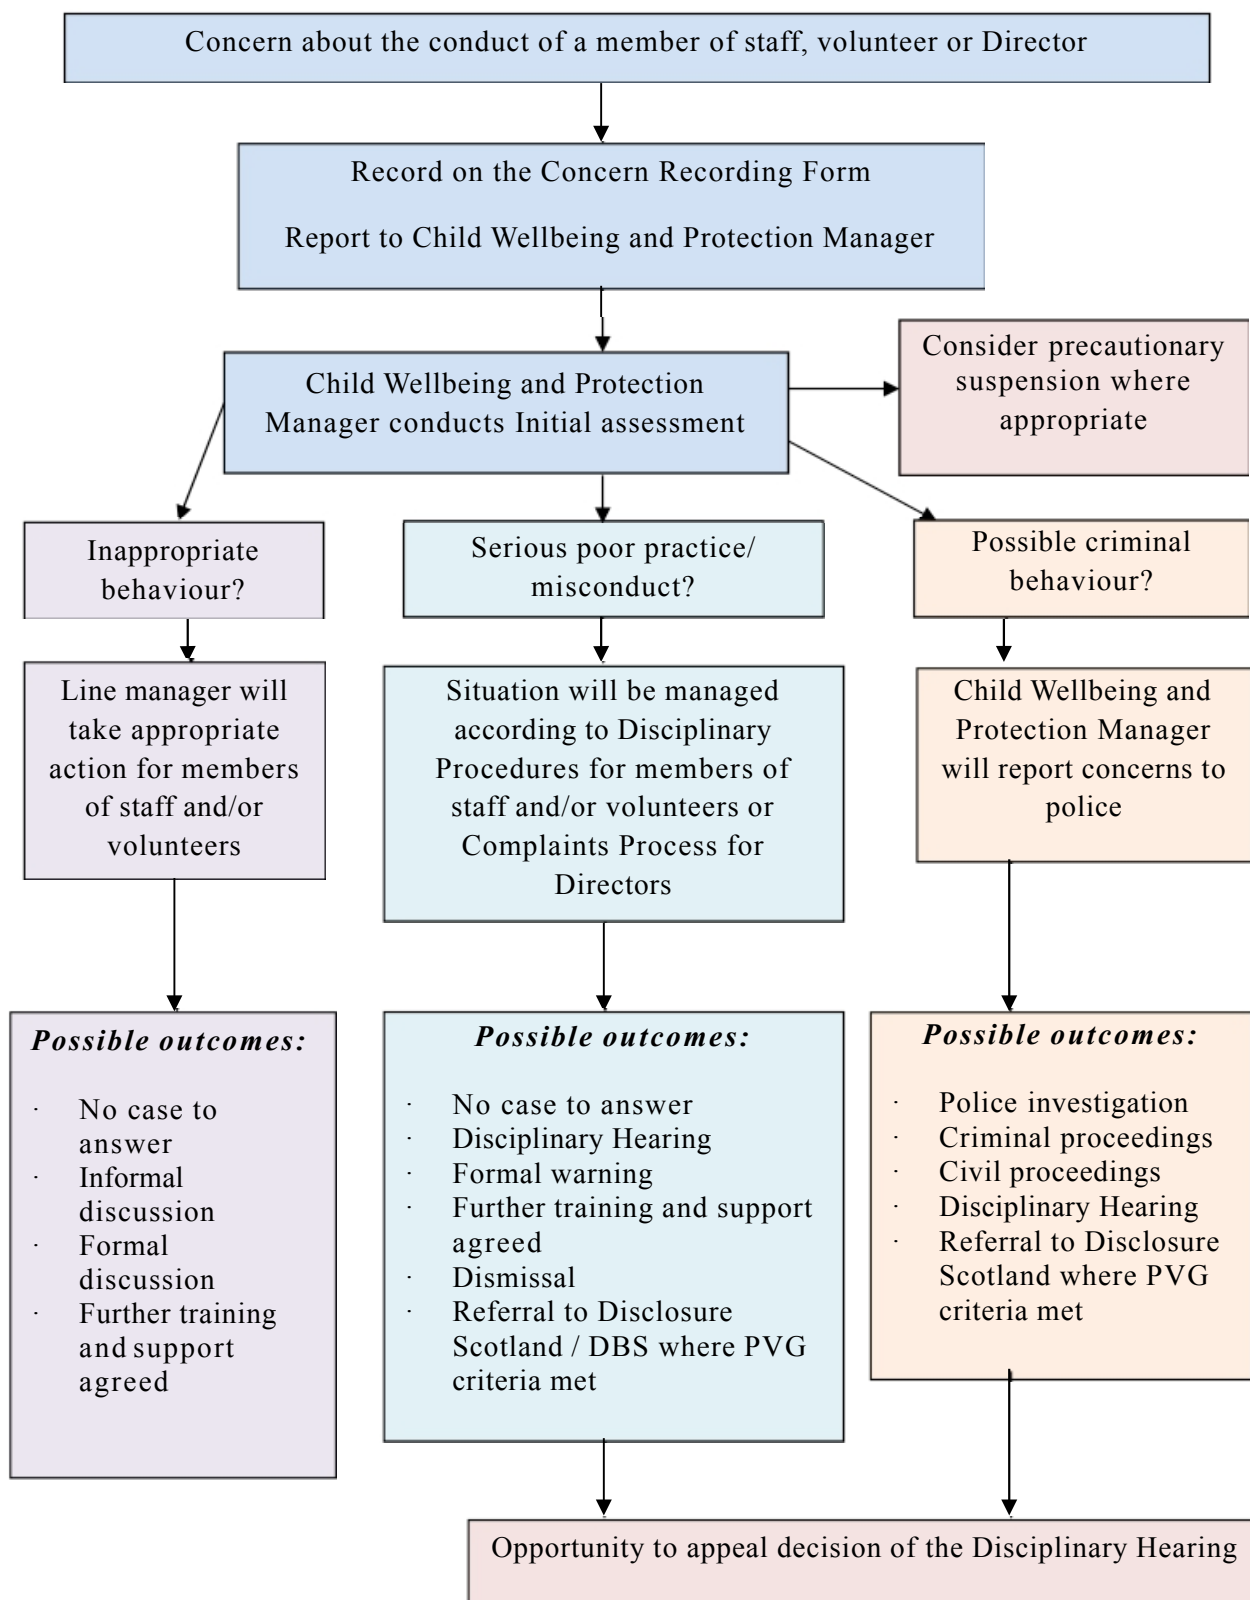 Concern about the conduct of a member of staff, volunteer or Director
Record on the Concern Recording Form
Report to Child Wellbeing and Protection Manager
Consider precautionary
suspension where
appropriate
Child Wellbeing and Protection
Manager conducts Initial assessment
Inappropriate
behaviour?
Serious poor practice/
misconduct?
Possible criminal
behaviour?
Line manager will
take appropriate
action for members
of staff and/or
volunteers
Situation will be managed
according to Disciplinary
Procedures for members of
staff and/or volunteers or
Complaints Process for
Directors
Child Wellbeing and
Protection Manager
will report concerns to
police
Possible outcomes:
· No case to
answer
· Informal
discussion
· Formal
discussion
· Further training
and support
agreed
Possible outcomes:
· No case to answer
· Disciplinary Hearing
· Formal warning
· Further training and support
agreed
· Dismissal
· Referral to Disclosure
Scotland / DBS where PVG
criteria met
Possible outcomes:
· Police investigation
· Criminal proceedings
· Civil proceedings
· Disciplinary Hearing
· Referral to Disclosure
Scotland where PVG
criteria met
Opportunity to appeal decision of the Disciplinary Hearing